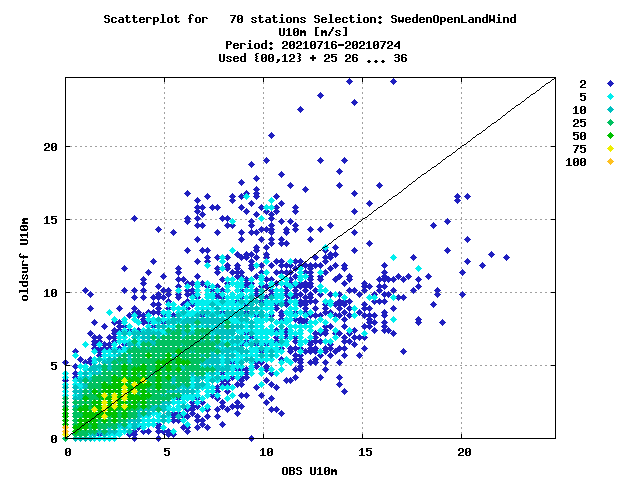 Scatterplot for   70 stations Selection: SwedenOpenLandWind
U10m [m/s]
Period: 20210716-20210724
Used {00,12} + 25 26 ... 36
2
5
10
25
50
75
100
20
15
10
5
0
oldsurf U10m
0 5 10 15 20
OBS U10m